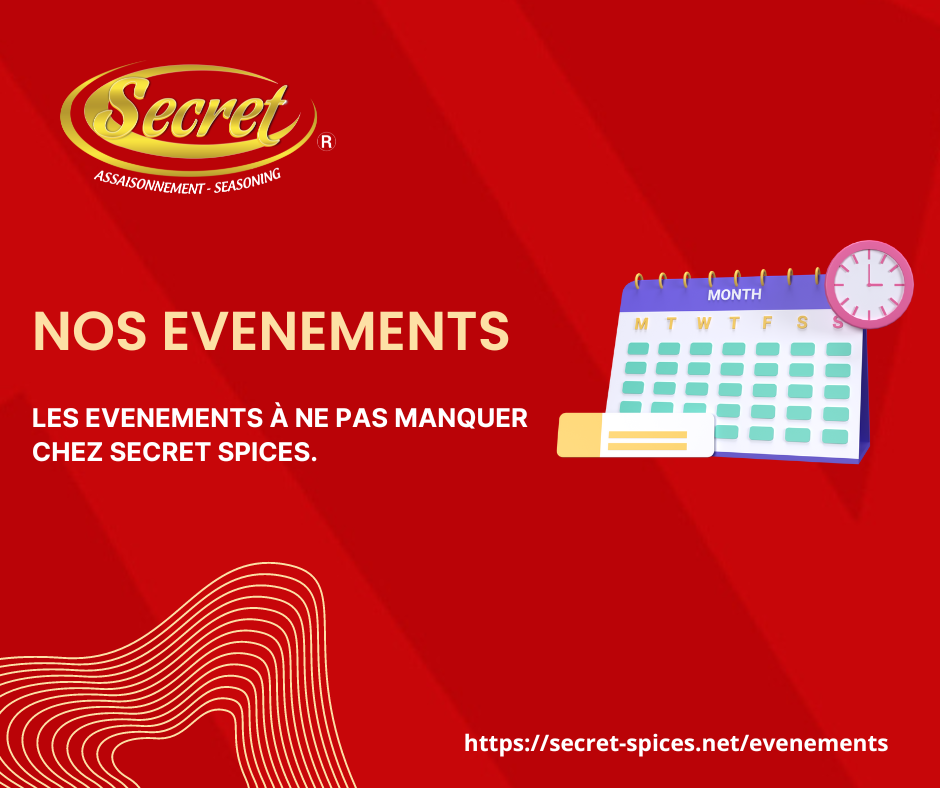 Secret
®
ASSAISONNEMENT - SEASONING
NOS EVENEMENTS
LES EVENEMENTS À NE PAS MANQUER
CHEZ SECRET SPICES.
MONTH
M T W T F S S
https://secret-spices.net/evenements